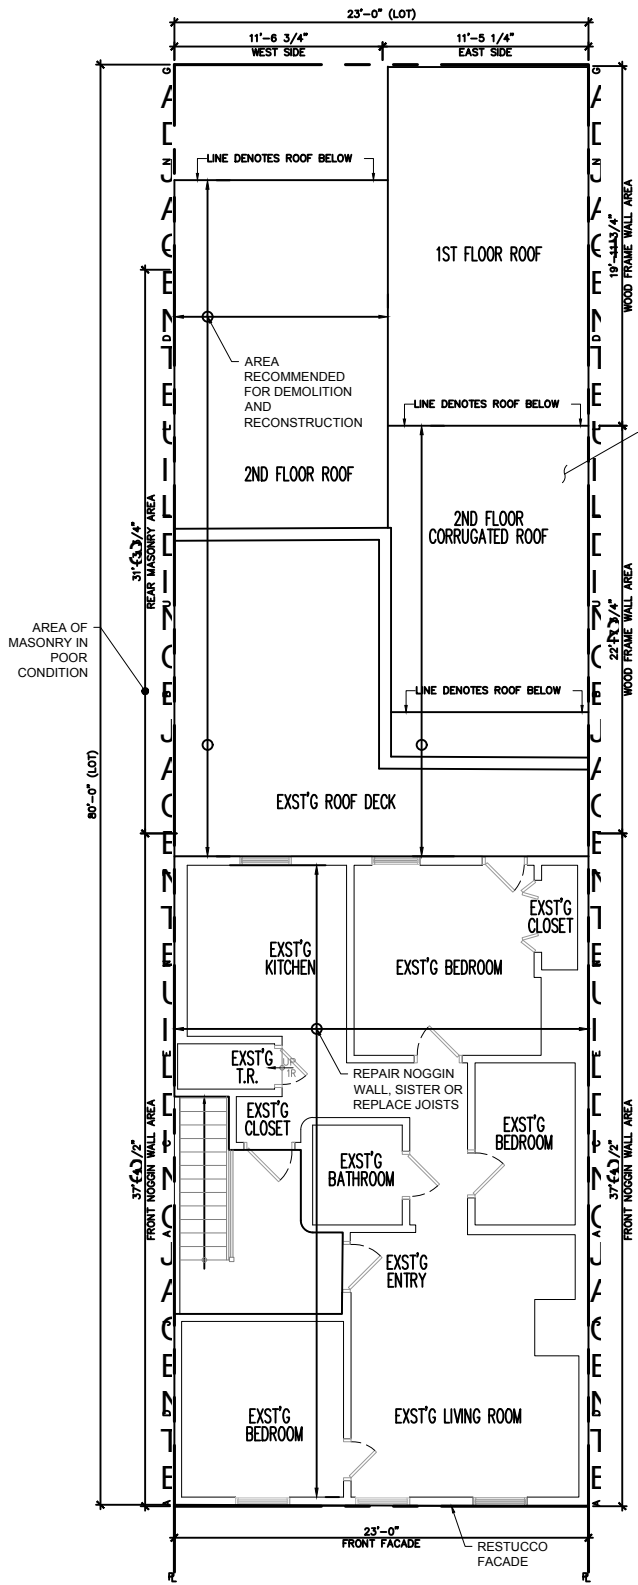 23'-0" (LOT)
11'-6 3/4"
WEST SIDE
11'-5 1/4"
EAST SIDE
LINE DENOTES ROOF BELOW
1ST FLOOR ROOF
WOOD FRAME WALL AREA
AREA
RECOMMENDED
FOR DEMOLITION
AND
RECONSTRUCTION
LINE DENOTES ROOF BELOW
2ND FLOOR ROOF
2ND FLOOR
CORRUGATED ROOF
REAR MASONRY AREA
WOOD FRAME WALL AREA
AREA OF
MASONRY IN
POOR
CONDITION
LINE DENOTES ROOF BELOW
80'-0" (LOT)
EXST'G ROOF DECK
EXST'G
CLOSET
EXST'G
KITCHEN
EXST'G BEDROOM
EXST'G
T.R.
UP
1R
REPAIR NOGGIN
WALL, SISTER OR
REPLACE JOISTS
EXST'G
CLOSET
EXST'G
BEDROOM
EXST'G
BATHROOM
FRONT NOGGIN WALL AREA
FRONT NOGGIN WALL AREA
EXST'G
ENTRY
EXST'G
BEDROOM
EXST'G LIVING ROOM
23'-0"
FRONT FACADE
RESTUCCO
FACADE